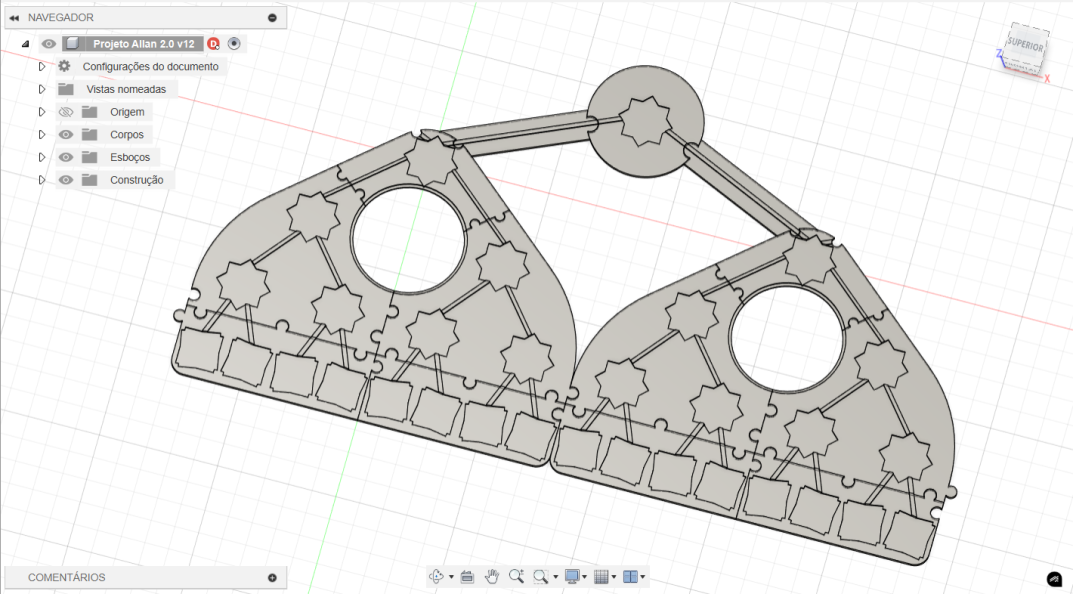 NAVEGADOR
Projeto Allan 2.0 v12
D
Configurações do documento
Vistas nomeadas
Origem
Corpos
Esboços
Construção
SUPERIOR
Z
X
COMENTÁRIOS